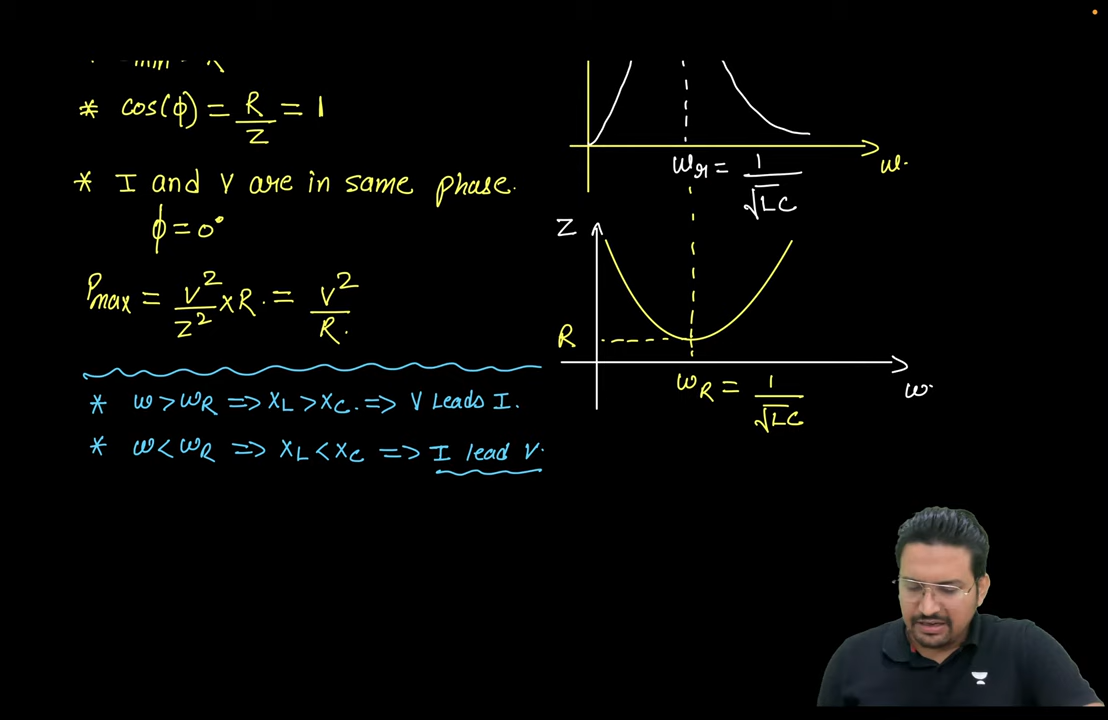 * cos(φ) = R/Z = 1
* I and V are in same phase.
φ = 0°
Pmax = V²/Z² × R. = V²/R.
* ω > ωR => XL > XC. => V Leads I.
* ω < ωR => XL < XC => I lead V.
ω.
ωr = 1/√LC
Z
R
ωR = 1/√LC
ω.